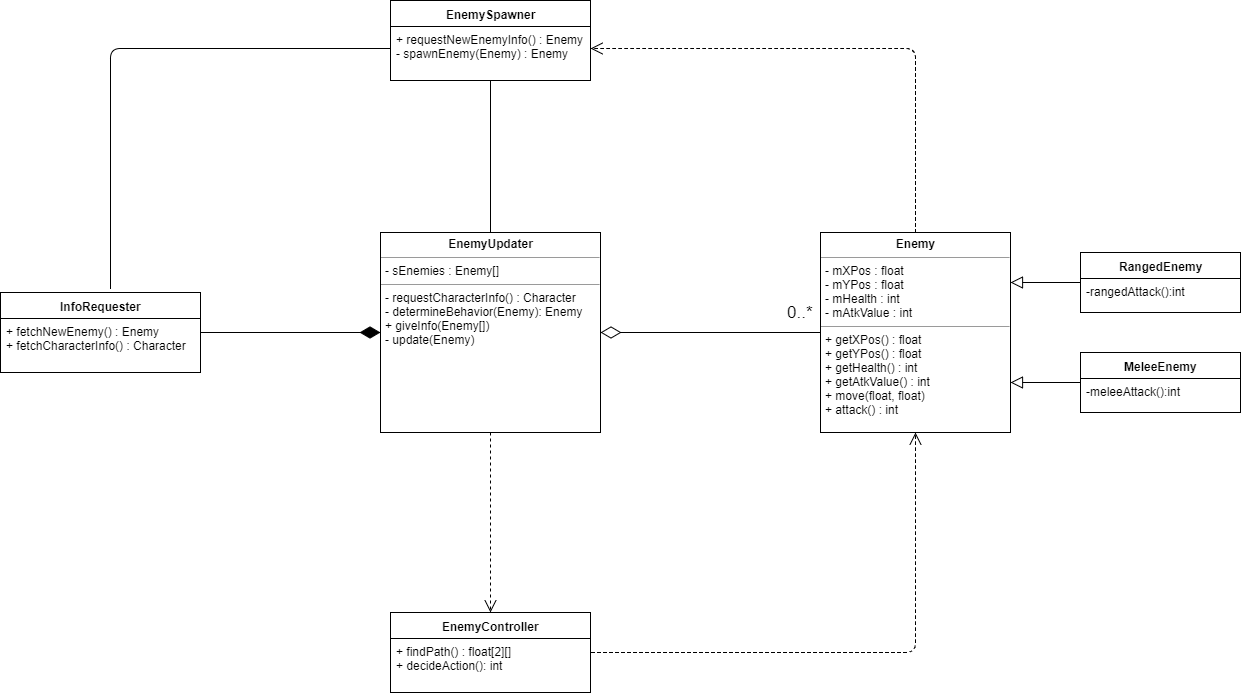 EnemySpawner
+ requestNewEnemyInfo() : Enemy
- spawnEnemy(Enemy) : Enemy
EnemyUpdater
- sEnemies : Enemy[]
- requestCharacterInfo() : Character
- determineBehavior(Enemy): Enemy
+ giveInfo(Enemy[])
- update(Enemy)
InfoRequester
+ fetchNewEnemy() : Enemy
+ fetchCharacterInfo() : Character
0..*
Enemy
- mXPos : float
- mYPos : float
- mHealth : int
- mAtkValue : int
+ getXPos() : float
+ getYPos() : float
+ getHealth() : int
+ getAtkValue() : int
+ move(float, float)
+ attack() : int
RangedEnemy
-rangedAttack():int
MeleeEnemy
-meleeAttack():int
EnemyController
+ findPath() : float[2][]
+ decideAction(): int